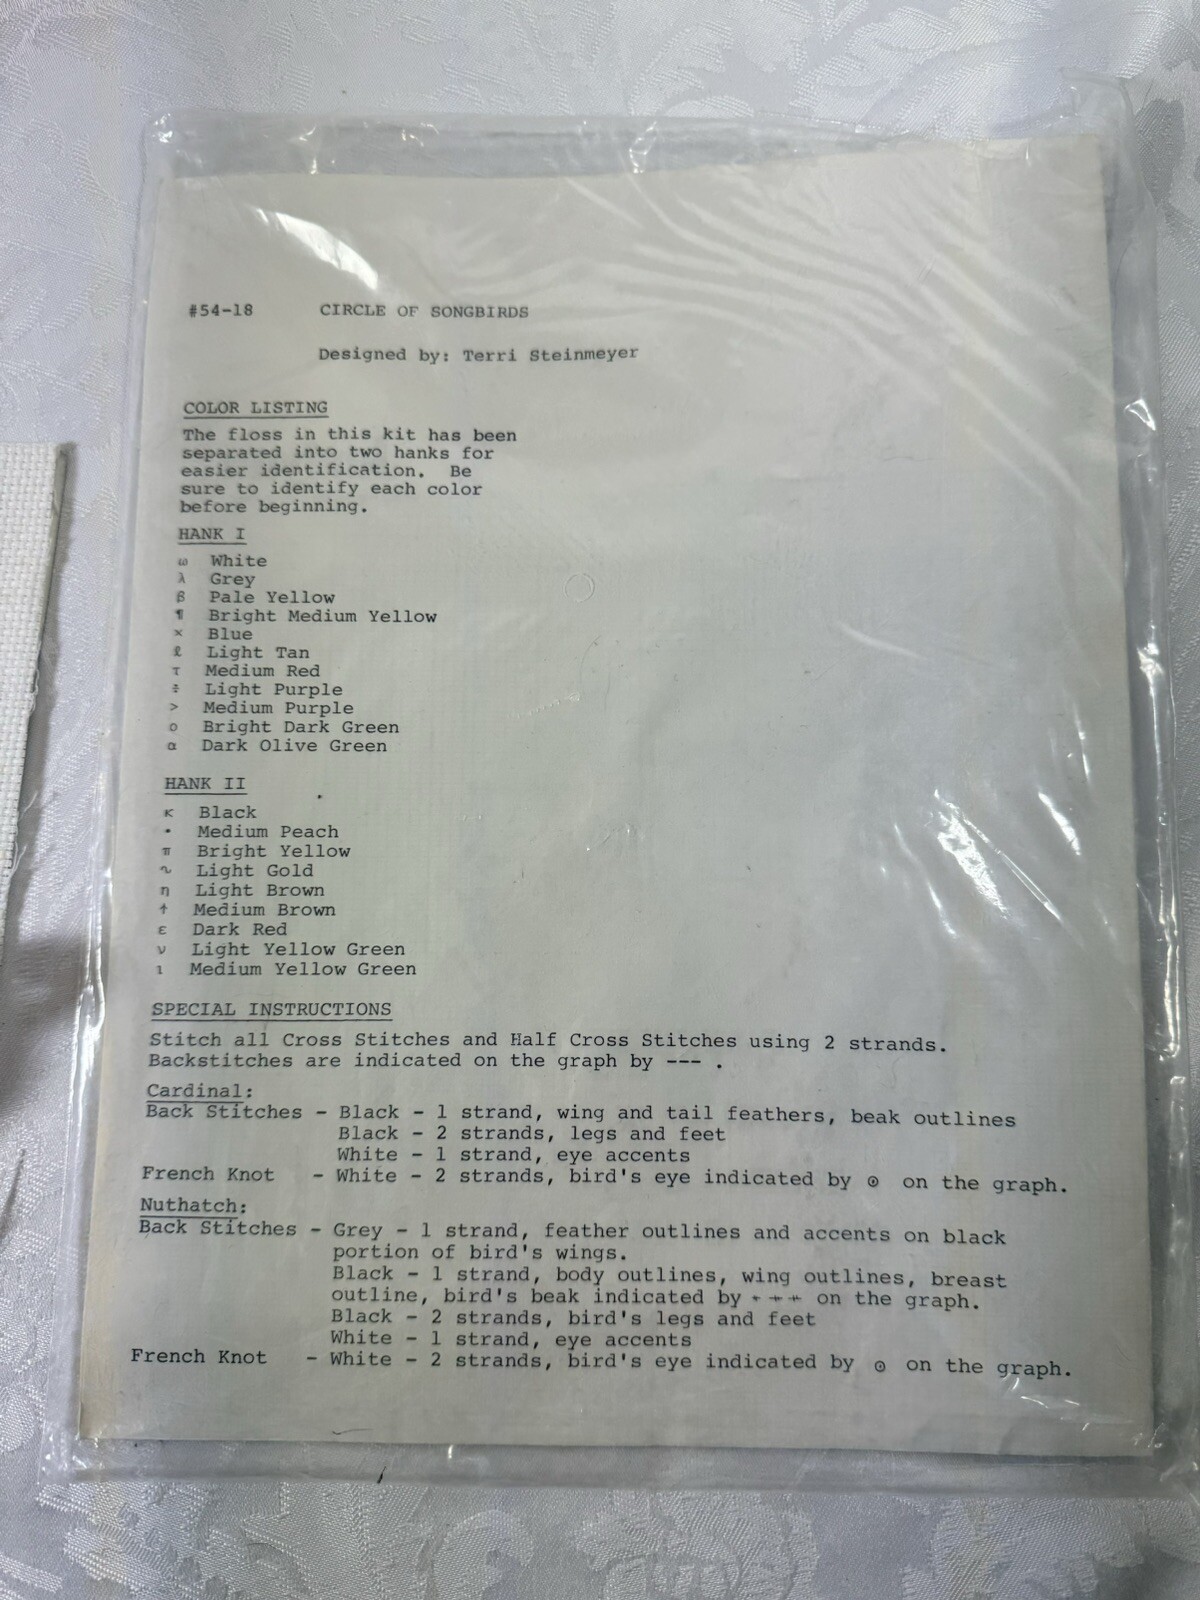 #54-18 CIRCLE OF SONGBIRDS
Designed by: Terri Steinmeyer
COLOR LISTING
The floss in this kit has been
separated into two hanks for
easier identification. Be
sure to identify each color
before beginning.
HANK I
ω White
λ Grey
β Pale Yellow
¶ Bright Medium Yellow
× Blue
ℓ Light Tan
τ Medium Red
÷ Light Purple
> Medium Purple
o Bright Dark Green
α Dark Olive Green
HANK II
κ Black
• Medium Peach
π Bright Yellow
∿ Light Gold
η Light Brown
† Medium Brown
ε Dark Red
ν Light Yellow Green
ι Medium Yellow Green
SPECIAL INSTRUCTIONS
Stitch all Cross Stitches and Half Cross Stitches using 2 strands.
Backstitches are indicated on the graph by --- .
Cardinal:
Back Stitches - Black - 1 strand, wing and tail feathers, beak outlines
Black - 2 strands, legs and feet
White - 1 strand, eye accents
French Knot - White - 2 strands, bird's eye indicated by ⊙ on the graph.
Nuthatch:
Back Stitches - Grey - 1 strand, feather outlines and accents on black
portion of bird's wings.
Black - 1 strand, body outlines, wing outlines, breast
outline, bird's beak indicated by +++ on the graph.
Black - 2 strands, bird's legs and feet
White - 1 strand, eye accents
French Knot - White - 2 strands, bird's eye indicated by ⊙ on the graph.